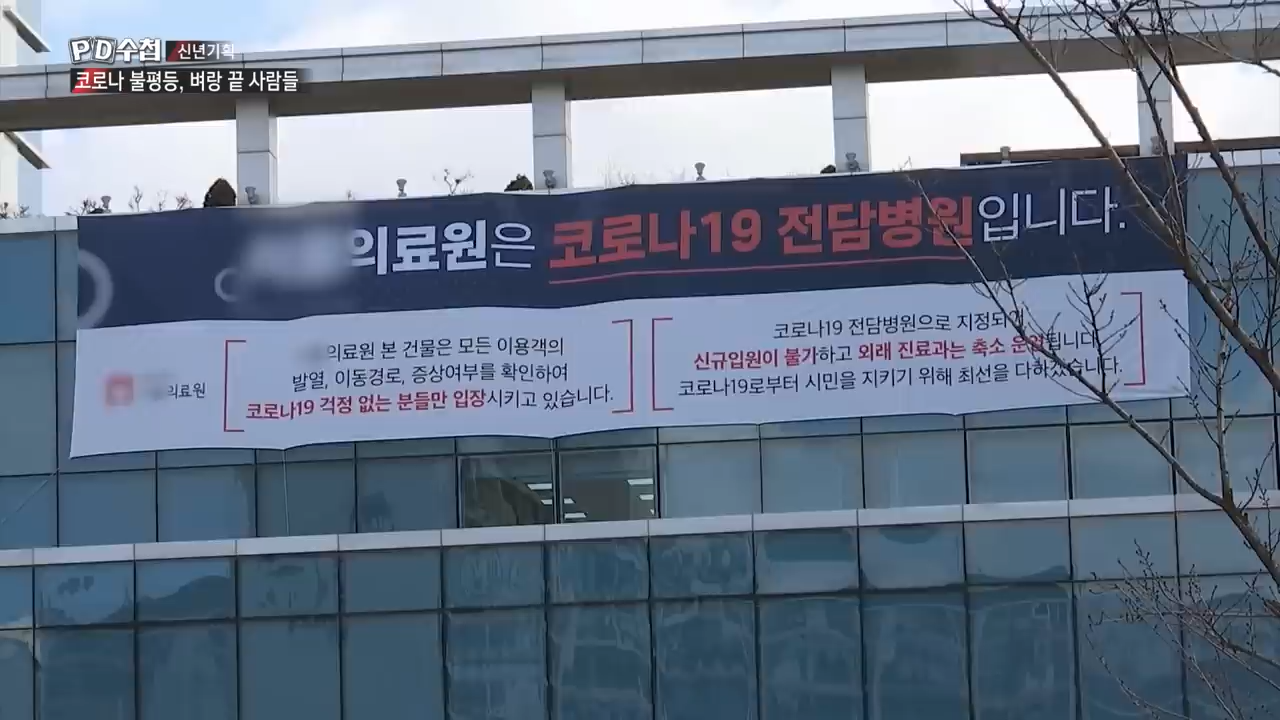 PD수첩 신년기획
코로나 불평등, 벼랑 끝 사람들
의료원은 코로나19 전담병원입니다.
의료원
의료원 본 건물은 모든 이용객의
발열, 이동경로, 증상여부를 확인하여
코로나19 걱정 없는 분들만 입장시키고 있습니다.
코로나19 전담병원으로 지정되어
신규입원이 불가하고 외래 진료과는 축소 운영됩니다.
코로나19로부터 시민을 지키기 위해 최선을 다하겠습니다.